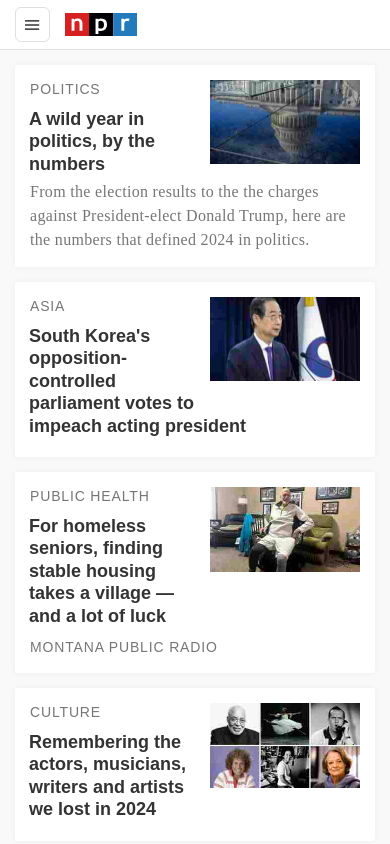 npr
POLITICS
A wild year in
politics, by the
numbers
From the election results to the the charges
against President-elect Donald Trump, here are
the numbers that defined 2024 in politics.
ASIA
South Korea's
opposition-
controlled
parliament votes to
impeach acting president
PUBLIC HEALTH
For homeless
seniors, finding
stable housing
takes a village —
and a lot of luck
MONTANA PUBLIC RADIO
CULTURE
Remembering the
actors, musicians,
writers and artists
we lost in 2024